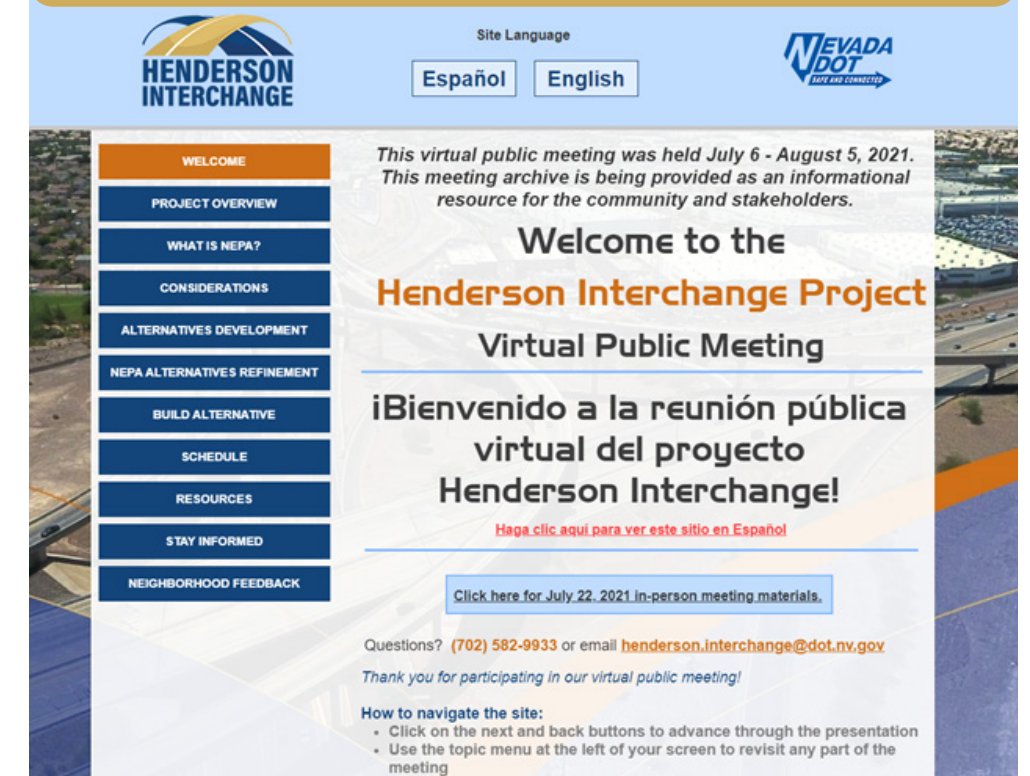 HENDERSON
INTERCHANGE
Site Language
Español English
NEVADA
DOT
SAFE AND CONNECTED
WELCOME
PROJECT OVERVIEW
WHAT IS NEPA?
CONSIDERATIONS
ALTERNATIVES DEVELOPMENT
NEPA ALTERNATIVES REFINEMENT
BUILD ALTERNATIVE
SCHEDULE
RESOURCES
STAY INFORMED
NEIGHBORHOOD FEEDBACK
This virtual public meeting was held July 6 - August 5, 2021.
This meeting archive is being provided as an informational
resource for the community and stakeholders.
Welcome to the
Henderson Interchange Project
Virtual Public Meeting
¡Bienvenido a la reunión pública
virtual del proyecto
Henderson Interchange!
Haga clic aqui para ver este sitio en Español
Click here for July 22, 2021 in-person meeting materials.
Questions? (702) 582-9933 or email henderson.interchange@dot.nv.gov
Thank you for participating in our virtual public meeting!
How to navigate the site:
• Click on the next and back buttons to advance through the presentation
• Use the topic menu at the left of your screen to revisit any part of the
meeting